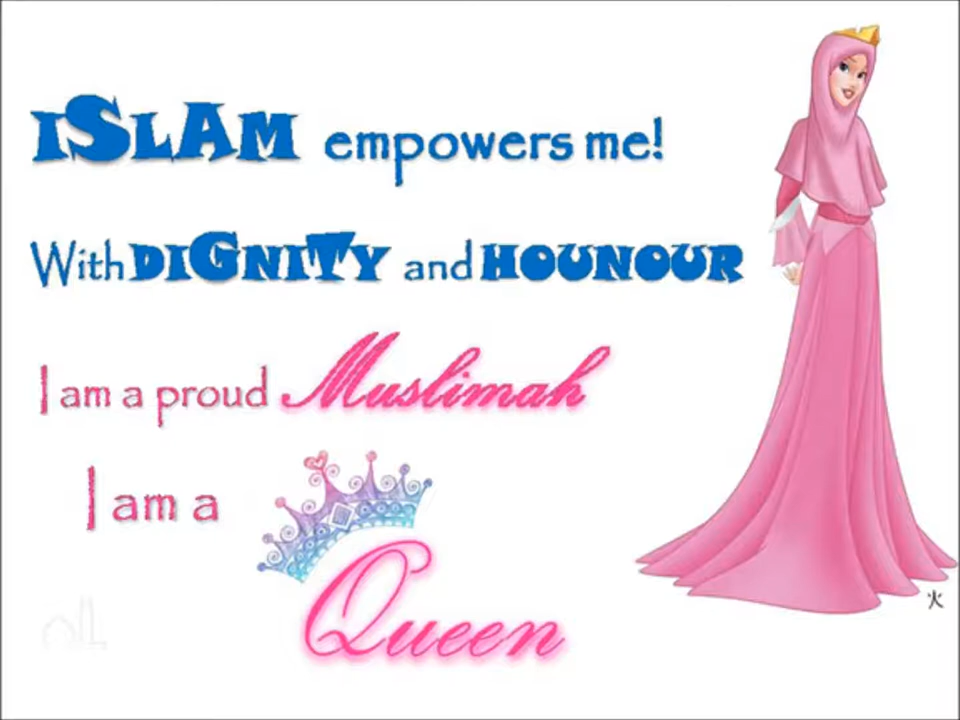 ISLAM empowers me!
With DIGNITY and HOUNOUR
I am a proud Muslimah
I am a
Queen